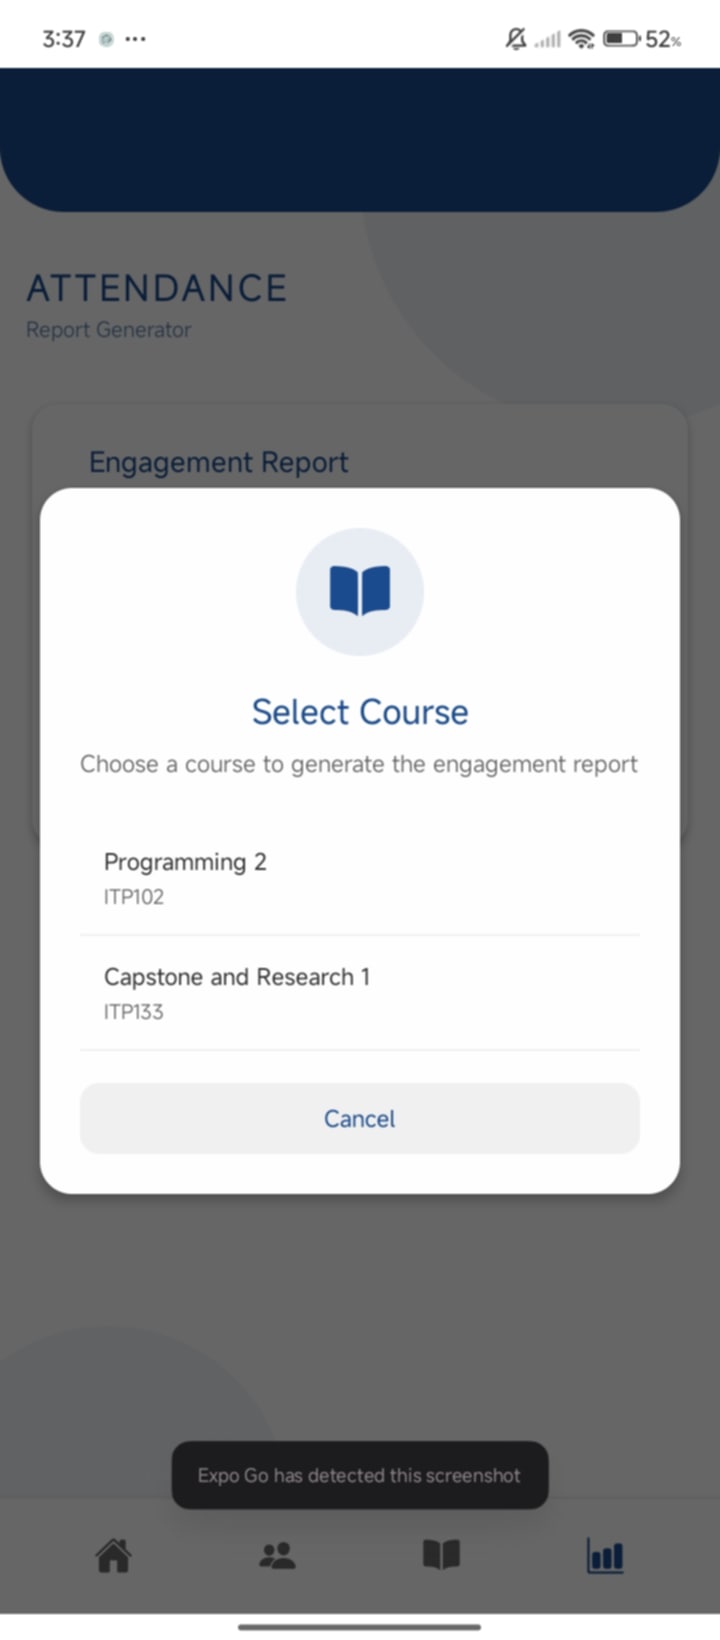 3:37
52%
ATTENDANCE
Report Generator
Engagement Report
Select Course
Choose a course to generate the engagement report
Programming 2
ITP102
Capstone and Research 1
ITP133
Cancel
Expo Go has detected this screenshot